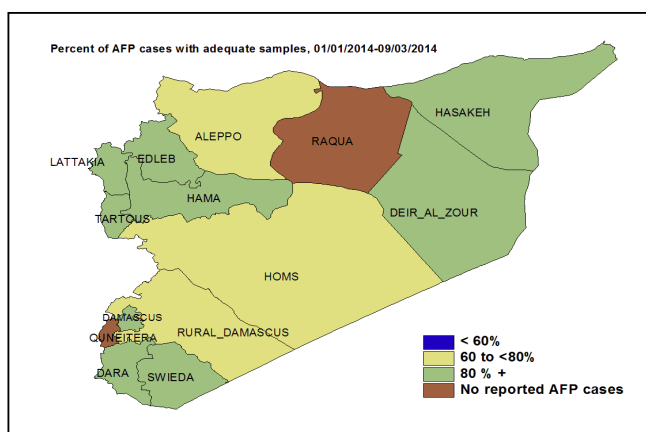 Percent of AFP cases with adequate samples, 01/01/2014-09/03/2014
HASAKEH
ALEPPO
RAQUA
EDLEB
LATTAKIA
HAMA
DEIR_AL_ZOUR
TARTOUS
HOMS
DAMASCUS
QUNEITERA
RURAL_DAMASCUS
DARA
SWIEDA
< 60%
60 to <80%
80 % +
No reported AFP cases